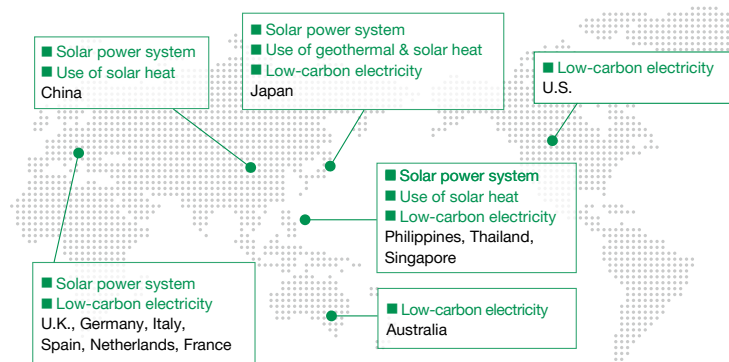 ■ Solar power system
■ Use of solar heat
China
■ Solar power system
■ Use of geothermal & solar heat
■ Low-carbon electricity
Japan
■ Low-carbon electricity
U.S.
■ Solar power system
■ Use of solar heat
■ Low-carbon electricity
Philippines, Thailand,
Singapore
■ Solar power system
■ Low-carbon electricity
U.K., Germany, Italy,
Spain, Netherlands, France
■ Low-carbon electricity
Australia